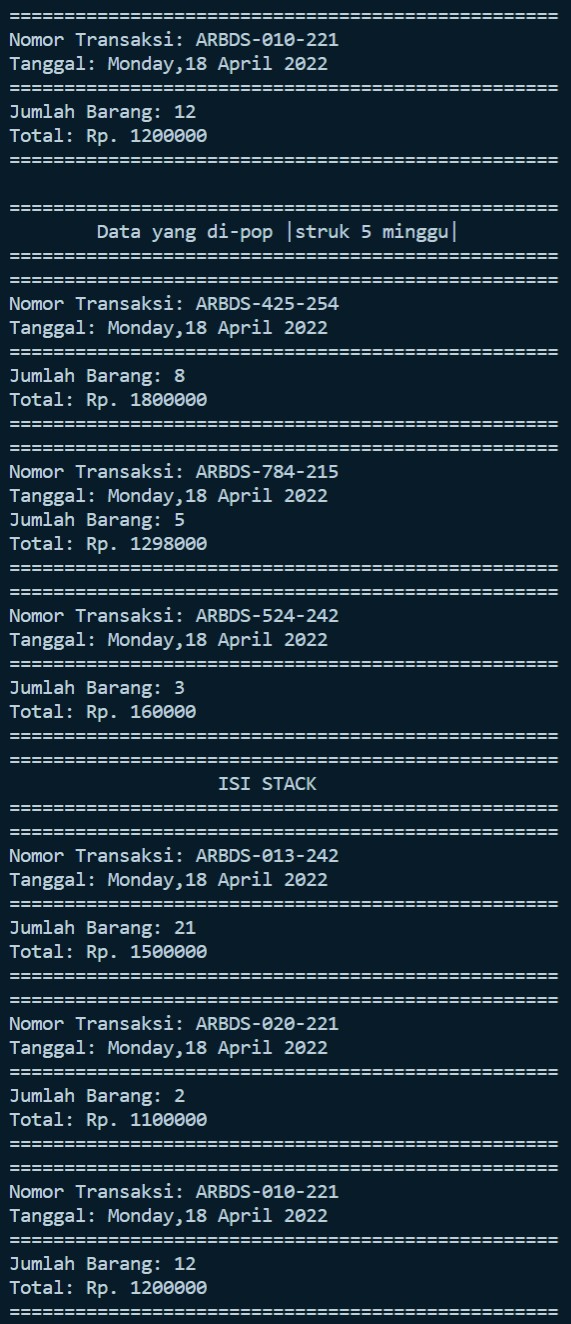 ==================================================
Nomor Transaksi: ARBDS-010-221
Tanggal: Monday,18 April 2022
==================================================
Jumlah Barang: 12
Total: Rp. 1200000
==================================================
==================================================
Data yang di-pop |struk 5 minggu|
==================================================
==================================================
Nomor Transaksi: ARBDS-425-254
Tanggal: Monday,18 April 2022
==================================================
Jumlah Barang: 8
Total: Rp. 1800000
==================================================
==================================================
Nomor Transaksi: ARBDS-784-215
Tanggal: Monday,18 April 2022
Jumlah Barang: 5
Total: Rp. 1298000
==================================================
==================================================
Nomor Transaksi: ARBDS-524-242
Tanggal: Monday,18 April 2022
==================================================
Jumlah Barang: 3
Total: Rp. 160000
==================================================
==================================================
ISI STACK
==================================================
==================================================
Nomor Transaksi: ARBDS-013-242
Tanggal: Monday,18 April 2022
==================================================
Jumlah Barang: 21
Total: Rp. 1500000
==================================================
==================================================
Nomor Transaksi: ARBDS-020-221
Tanggal: Monday,18 April 2022
==================================================
Jumlah Barang: 2
Total: Rp. 1100000
==================================================
==================================================
Nomor Transaksi: ARBDS-010-221
Tanggal: Monday,18 April 2022
==================================================
Jumlah Barang: 12
Total: Rp. 1200000
==================================================